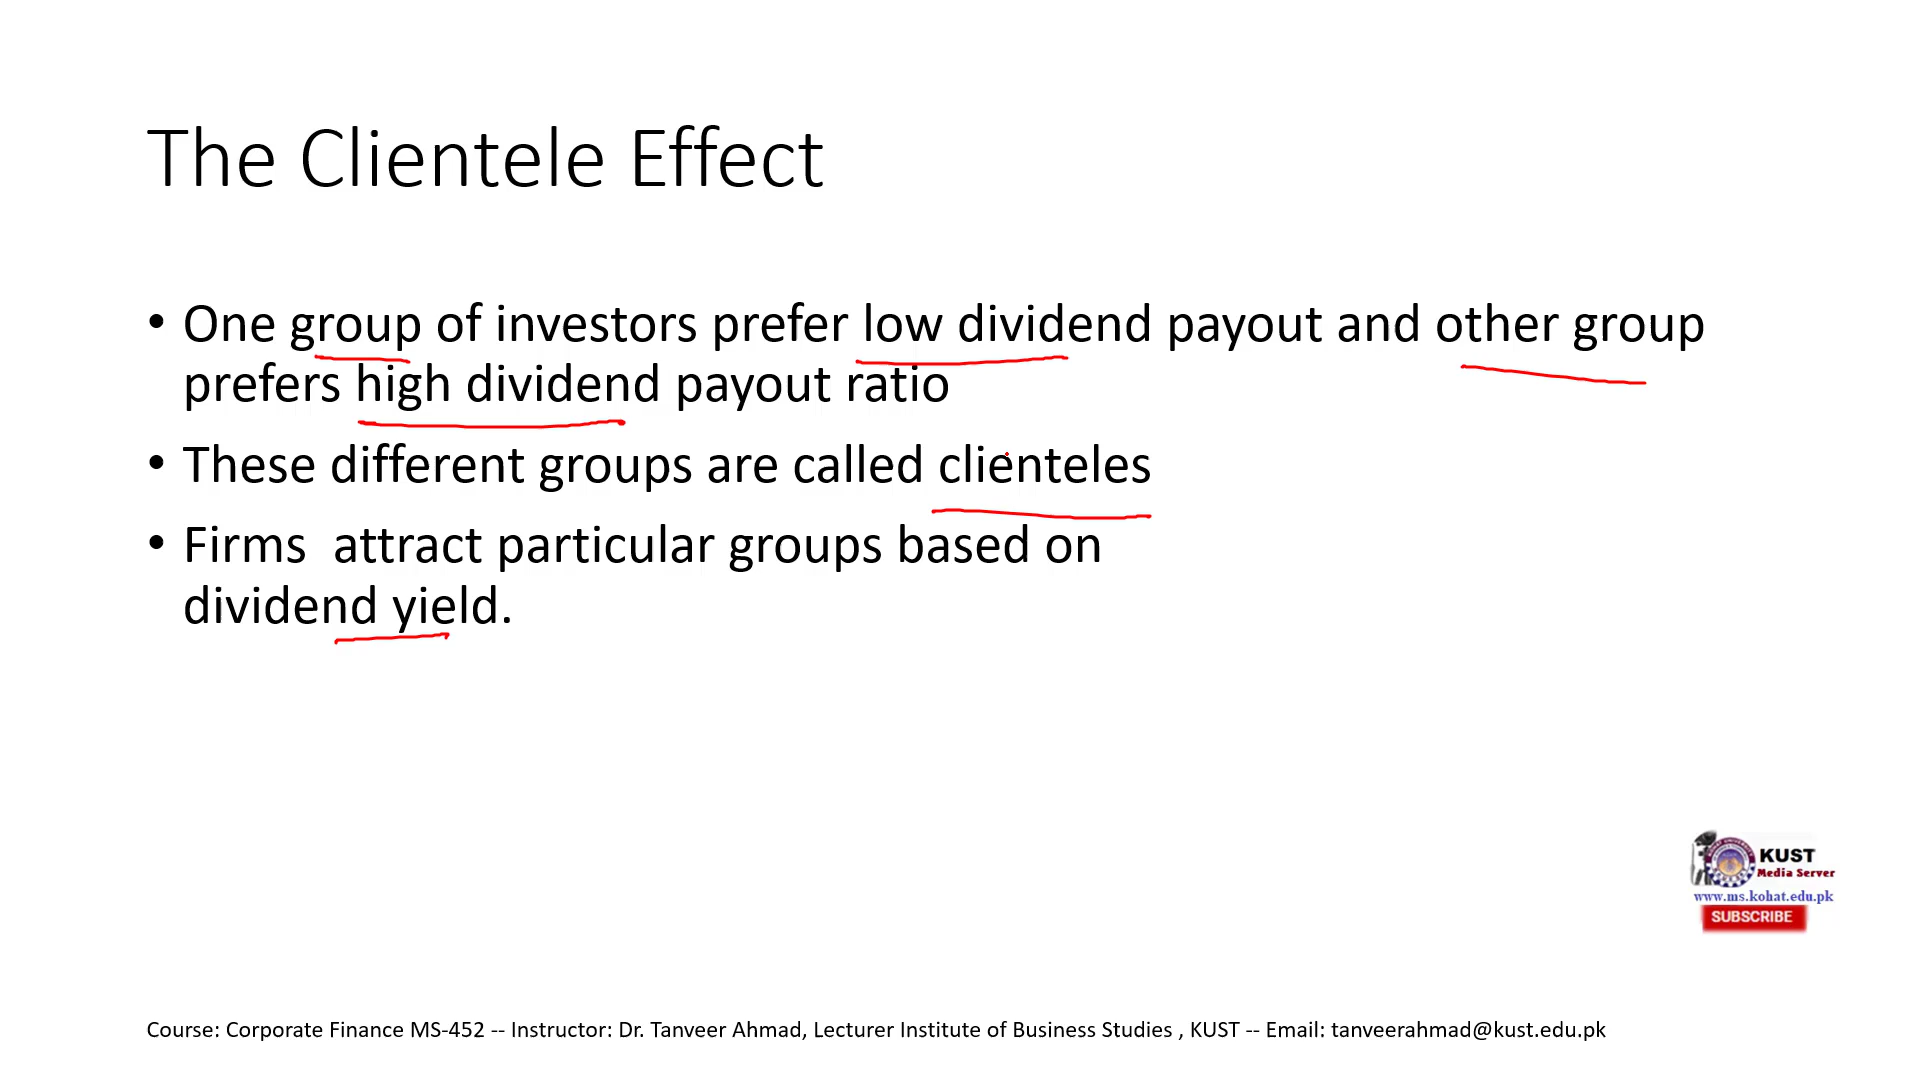 The Clientele Effect
• One group of investors prefer low dividend payout and other group
prefers high dividend payout ratio
• These different groups are called clienteles
• Firms  attract particular groups based on
dividend yield.
KUST
Media Server
www.ms.kohat.edu.pk
SUBSCRIBE
Course: Corporate Finance MS-452 -- Instructor: Dr. Tanveer Ahmad, Lecturer Institute of Business Studies , KUST -- Email: tanveerahmad@kust.edu.pk